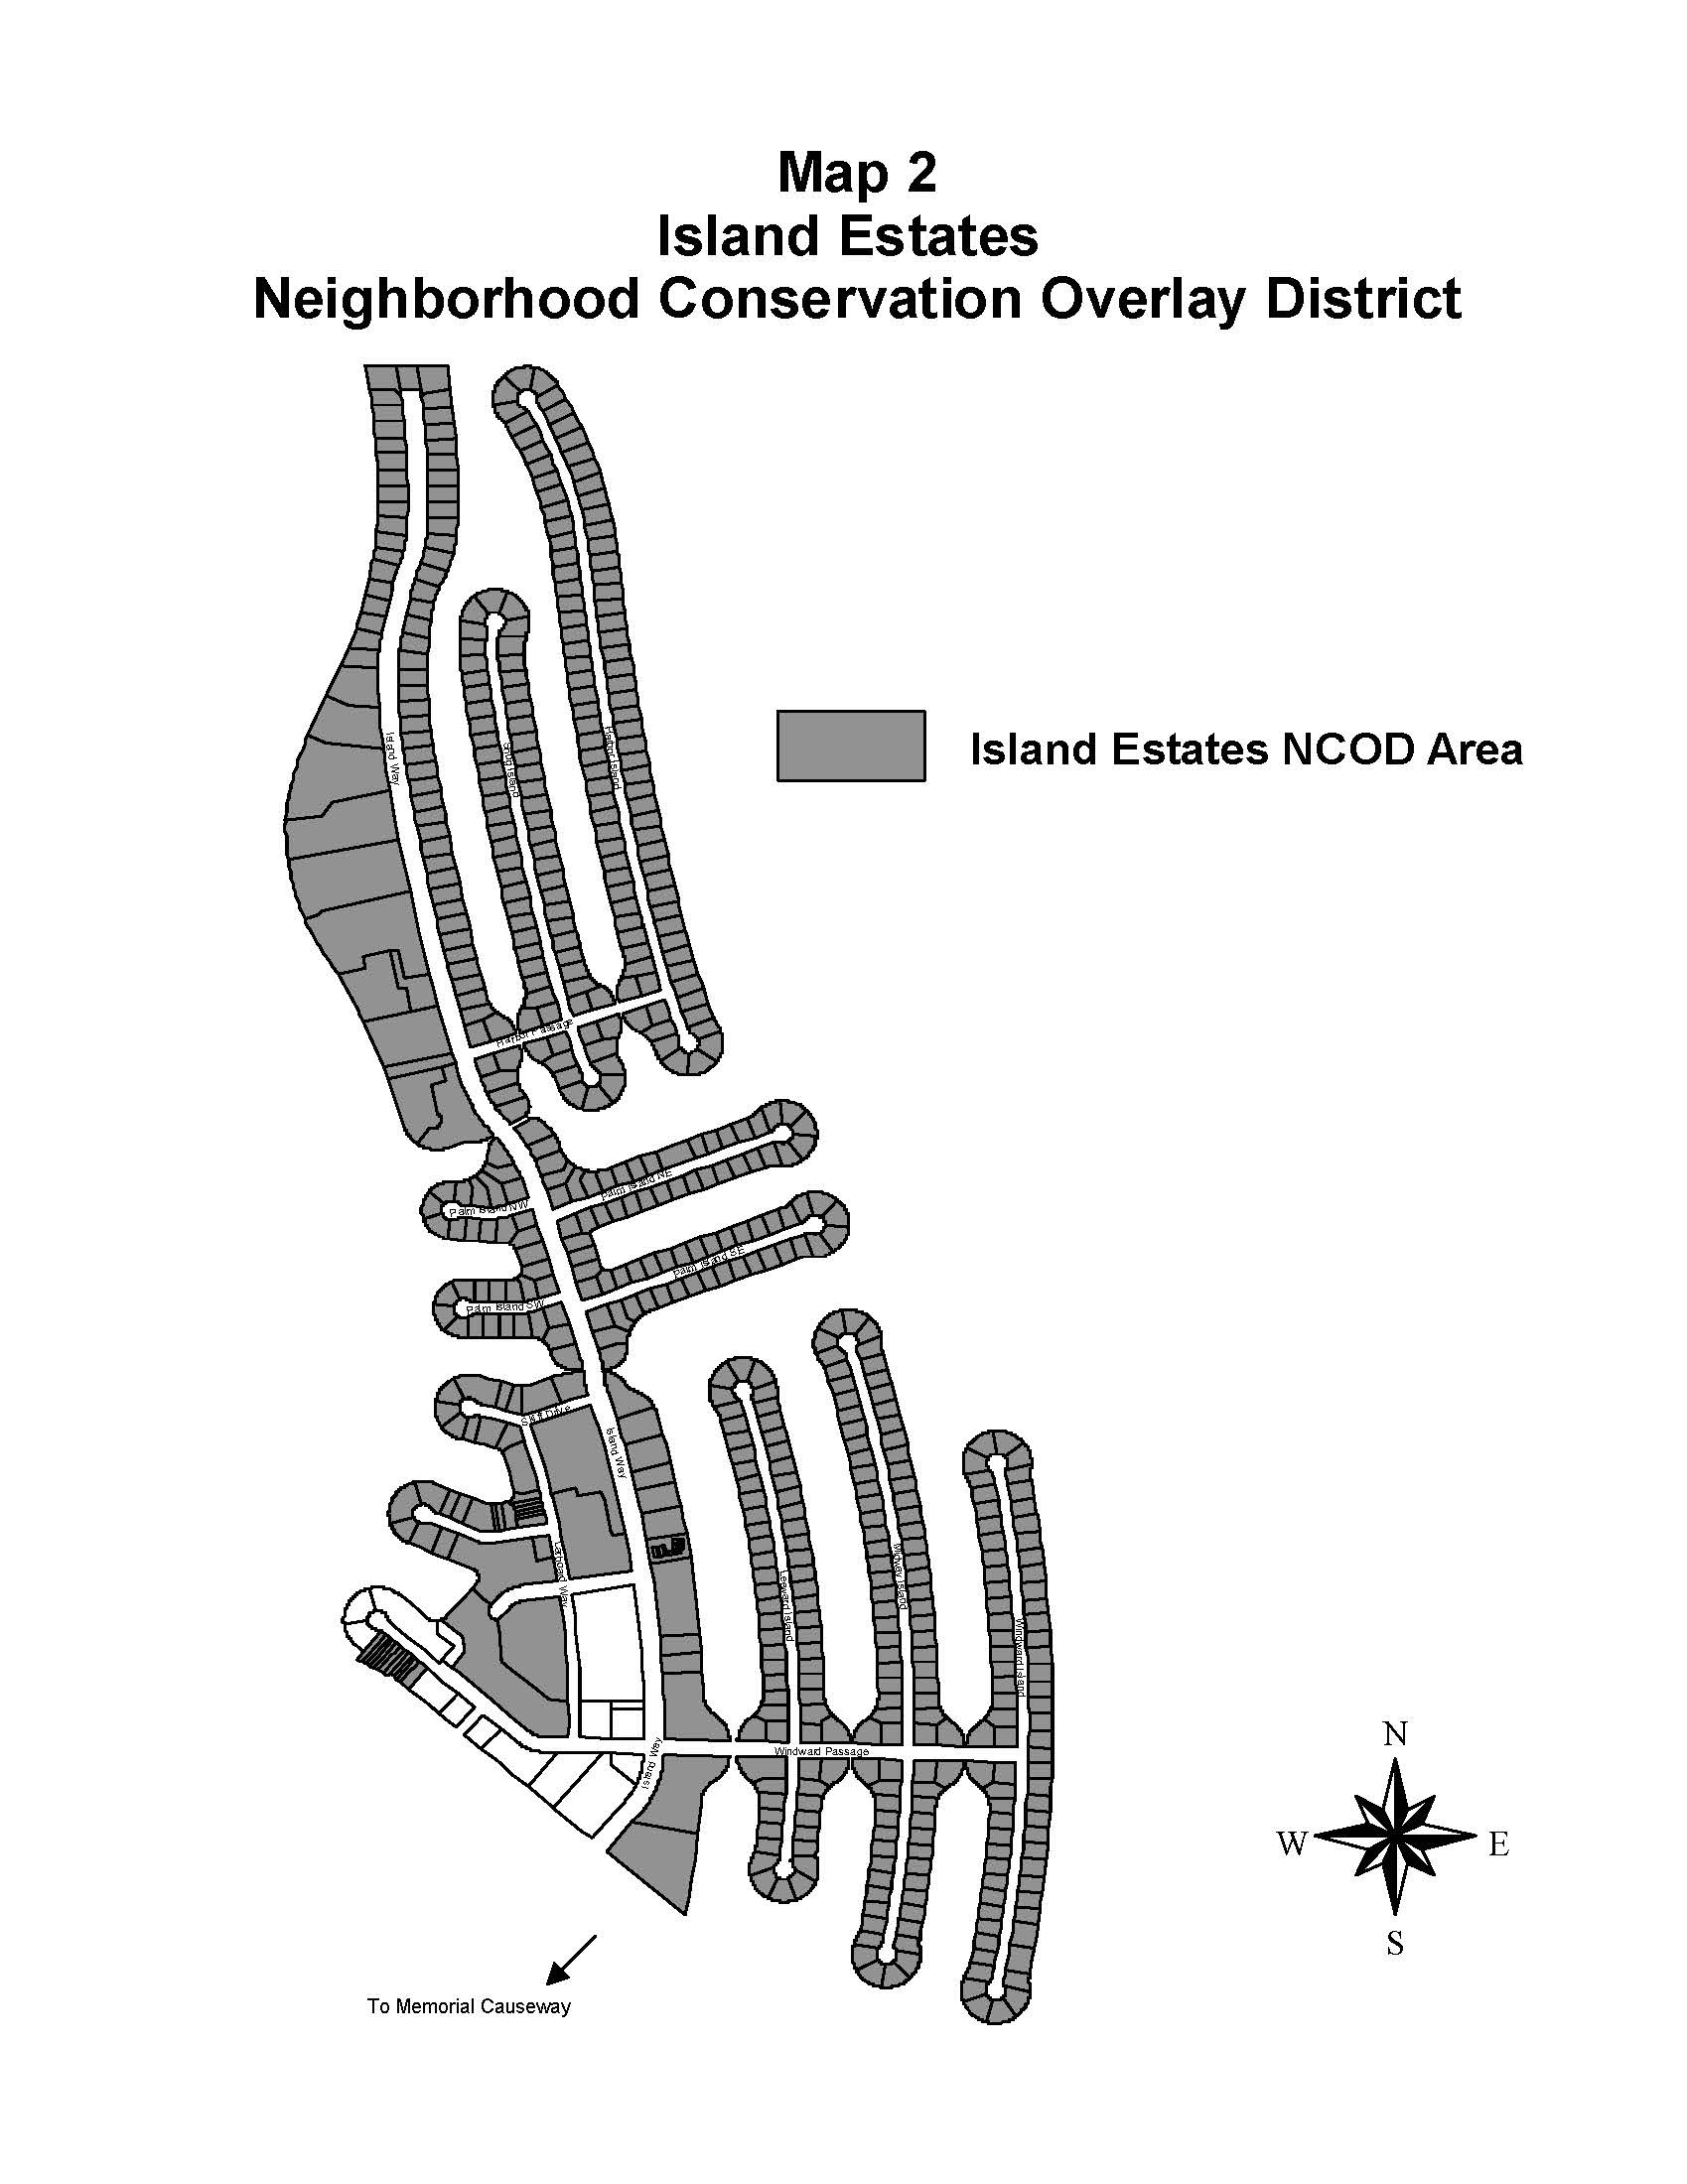 Map 2
Island Estates
Neighborhood Conservation Overlay District
Island Way
Snug Island
Harbor Island
Island Estates NCOD Area
Harbor Passage
Palm Island NE
Palm Island NW
Palm Island SE
Palm Island SW
Skiff Drive
Island Way
Larboard Way
Leeward Island
Midway Island
Windward Island
Windward Passage
Island Way
N
W
E
S
To Memorial Causeway